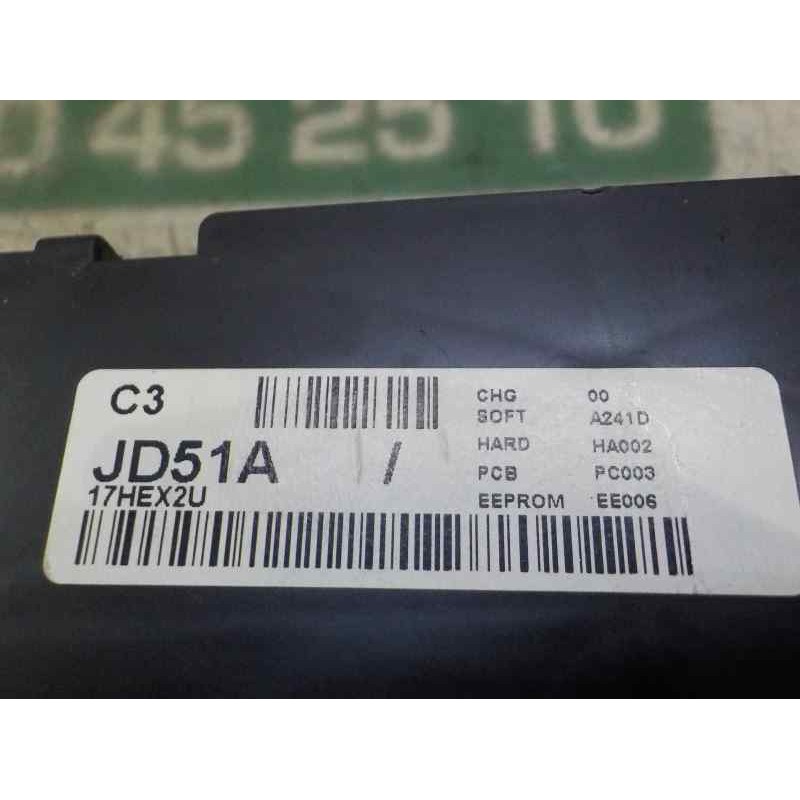 0 45 25 10
C3
JD51A /
17HEX2U
CHG 00
SOFT A241D
HARD HA002
PCB PC003
EEPROM EE006